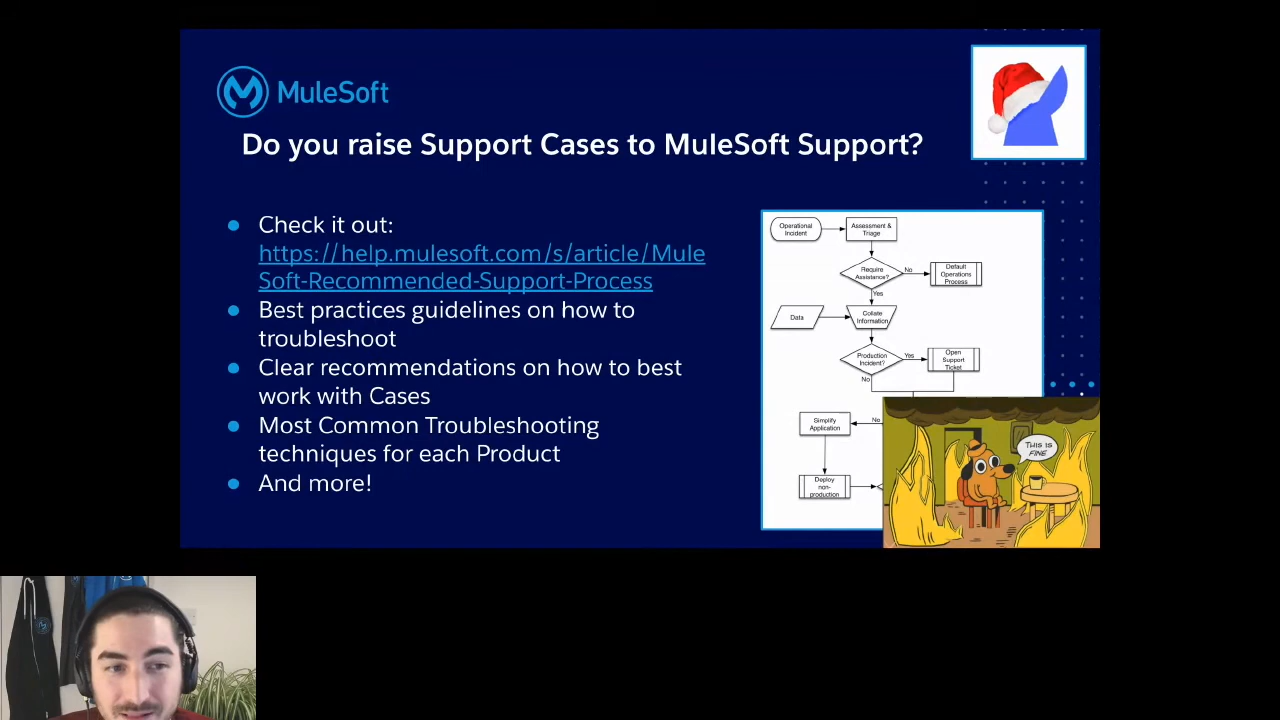 MuleSoft
Do you raise Support Cases to MuleSoft Support?
Check it out:
https://help.mulesoft.com/s/article/Mule
Soft-Recommended-Support-Process
Best practices guidelines on how to
troubleshoot
Clear recommendations on how to best
work with Cases
Most Common Troubleshooting
techniques for each Product
And more!
Operational
Incident
Assessment &
Triage
Require
Assistance?
No
Default
Operations
Process
Yes
Data
Collate
Information
Production
Incident?
Yes
Open
Support
Ticket
No
Simplify
Application
No
Deploy
non-
production
THIS IS
FINE